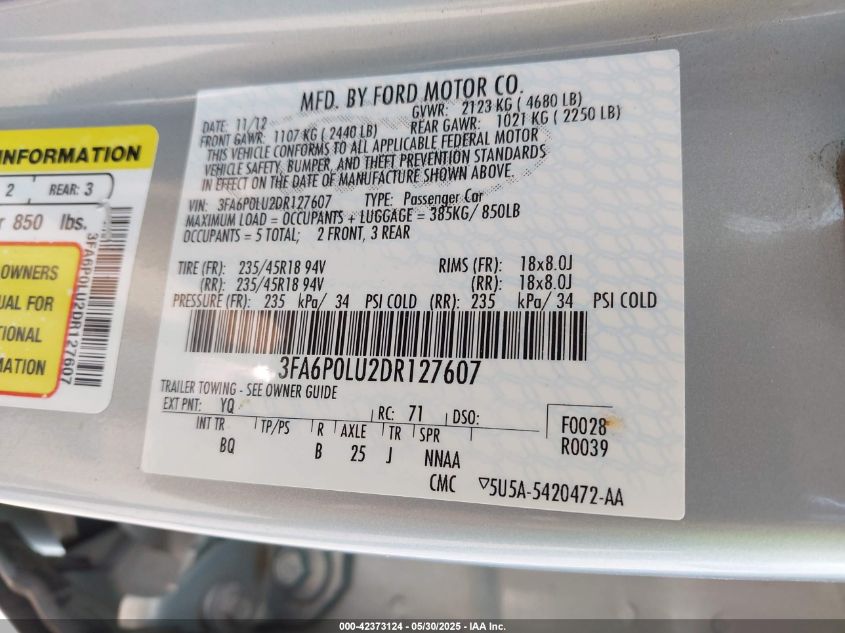 INFORMATION
2 REAR: 3
850 lbs.
OWNERS
UAL FOR
TIONAL
MATION
3FA6P0LU2DR127607
MFD. BY FORD MOTOR CO.
DATE: 11/12 GVWR: 2123 KG ( 4680 LB)
FRONT GAWR: 1107 KG ( 2440 LB) REAR GAWR: 1021 KG ( 2250 LB)
THIS VEHICLE CONFORMS TO ALL APPLICABLE FEDERAL MOTOR
VEHICLE SAFETY, BUMPER, AND THEFT PREVENTION STANDARDS
IN EFFECT ON THE DATE OF MANUFACTURE SHOWN ABOVE.
VIN: 3FA6P0LU2DR127607 TYPE: Passenger Car
MAXIMUM LOAD = OCCUPANTS + LUGGAGE = 385KG/ 850LB
OCCUPANTS = 5 TOTAL; 2 FRONT, 3 REAR
TIRE (FR): 235/45R18 94V RIMS (FR): 18x8.0J
(RR): 235/45R18 94V (RR): 18x8.0J
PRESSURE (FR): 235 kPa/ 34 PSI COLD (RR): 235 kPa/ 34 PSI COLD
3FA6P0LU2DR127607
TRAILER TOWING - SEE OWNER GUIDE
EXT PNT: YQ RC: 71 DSO: F0028
INT TR TP/PS R AXLE TR SPR R0039
BQ B 25 J NNAA
CMC ▽5U5A-5420472-AA
000-42373124 - 05/30/2025 - IAA Inc.